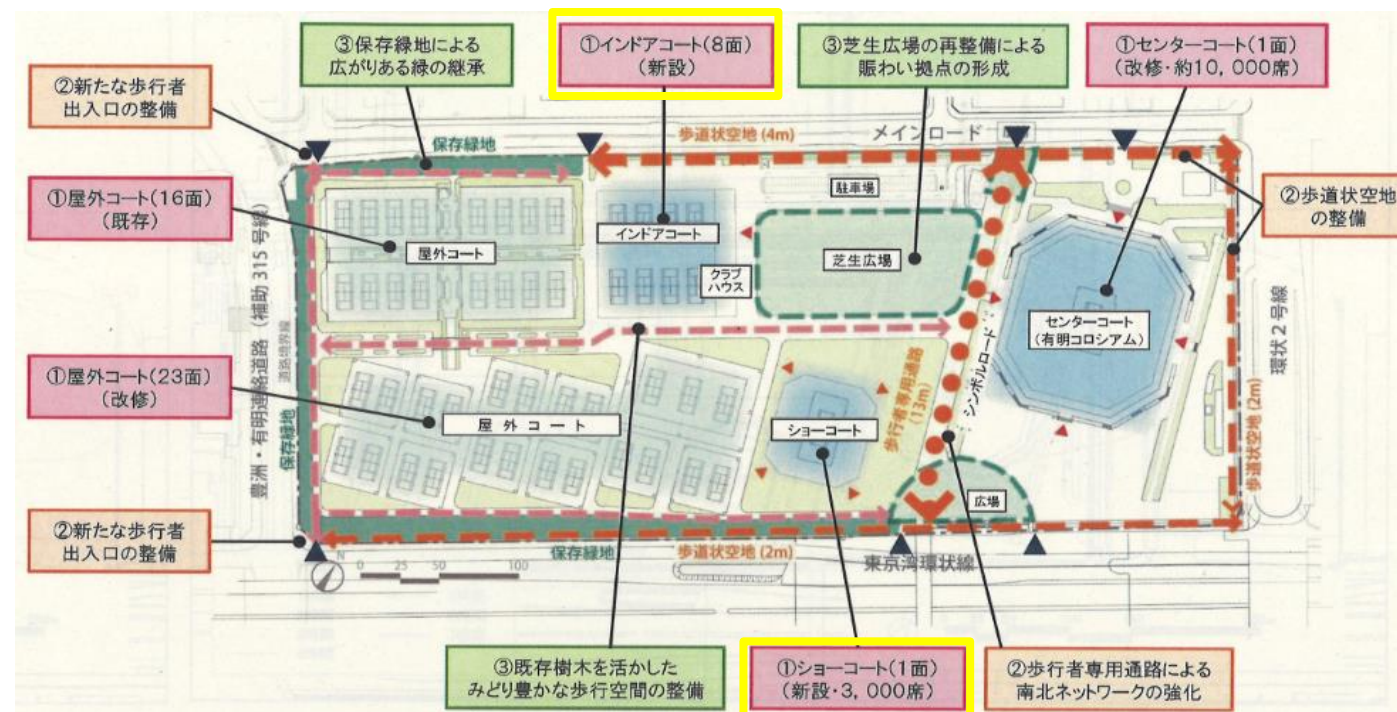 ③保存緑地による
広がりある緑の継承
①インドアコート(8面)
(新設)
③芝生広場の再整備による
賑わい拠点の形成
①センターコート(1面)
(改修・約10,000席)
②新たな歩行者
出入口の整備
保存緑地
歩道状空地(4m)
メインロード
①屋外コート(16面)
(既存)
駐車場
②歩道状空地
の整備
屋外コート
インドアコート
クラブ
ハウス
芝生広場
センターコート
(有明コロシアム)
豊洲・有明連絡道路(補助315号線)
道路境界線
シンボルロード
環状2号線
①屋外コート(23面)
(改修)
屋外コート
ショーコート
歩行者専用通路
(13m)
歩道状空地(2m)
保存緑地
広場
②新たな歩行者
出入口の整備
保存緑地
歩道状空地(2m)
東京湾環状線
N
0 25 50 100
③既存樹木を活かした
みどり豊かな歩行空間の整備
①ショーコート(1面)
(新設・3,000席)
②歩行者専用通路による
南北ネットワークの強化